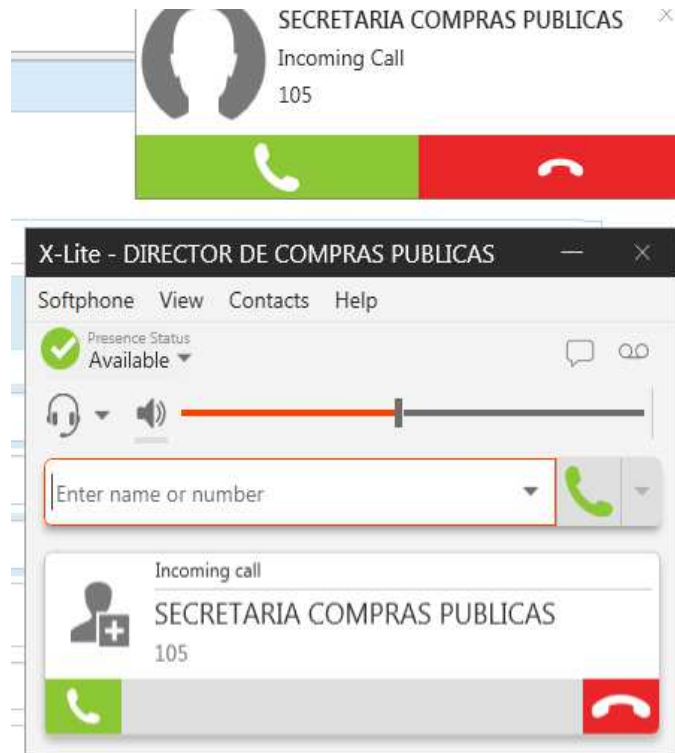 SECRETARIA COMPRAS PUBLICAS
Incoming Call
105
X-Lite - DIRECTOR DE COMPRAS PUBLICAS
Softphone View Contacts Help
Presence Status
Available
Enter name or number
Incoming call
SECRETARIA COMPRAS PUBLICAS
105